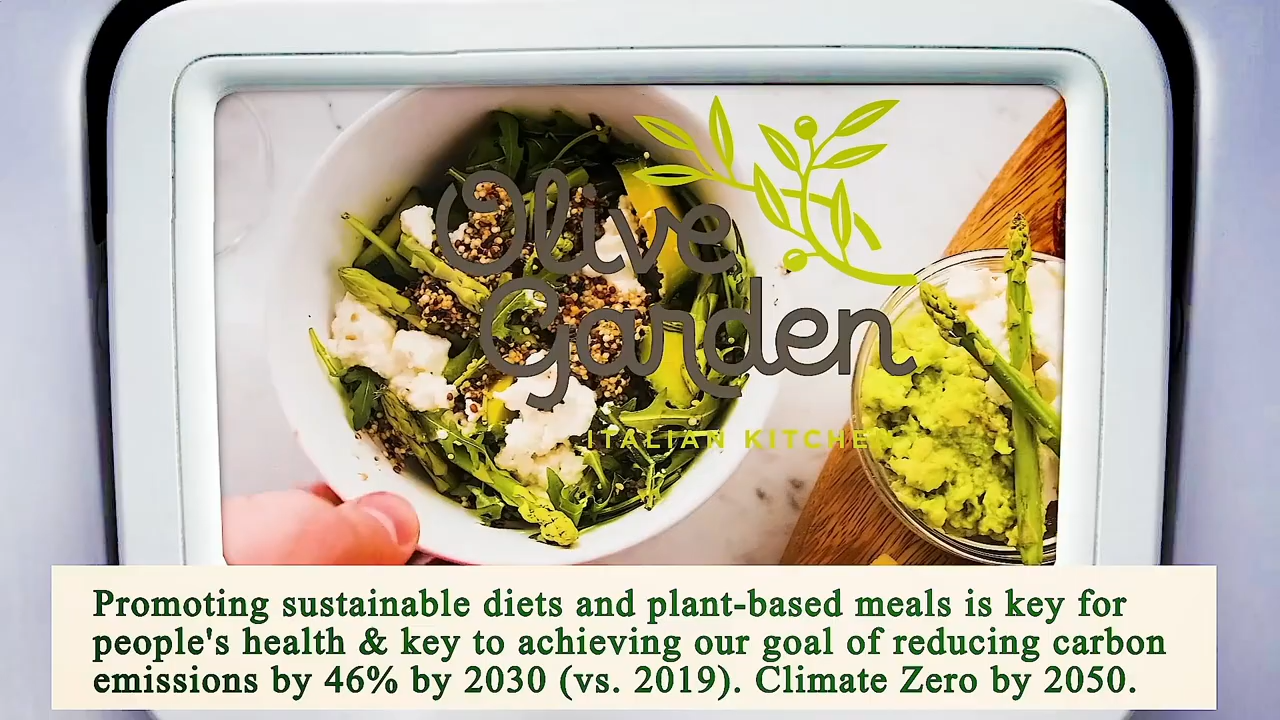 Olive
Garden
ITALIAN KITCHEN
Promoting sustainable diets and plant-based meals is key for
people's health & key to achieving our goal of reducing carbon
emissions by 46% by 2030 (vs. 2019). Climate Zero by 2050.